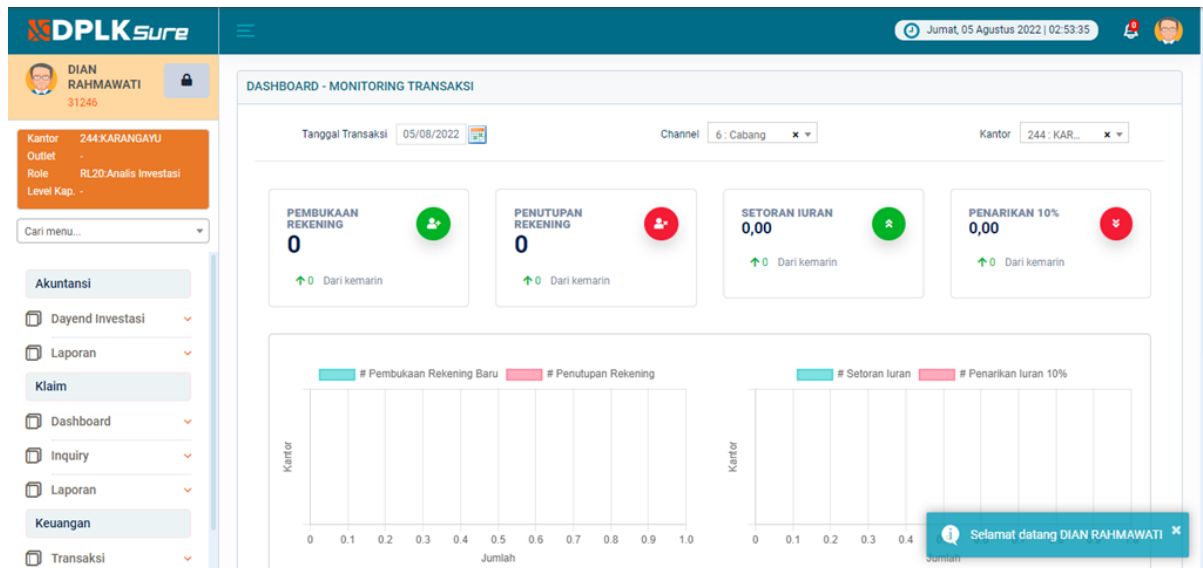 DPLKSure
Jumat, 05 Agustus 2022 | 02:53:35
DIAN
RAHMAWATI
31246
Kantor 244:KARANGAYU
Outlet -
Role RL20:Analis Investasi
Level Kap. -
Cari menu...
Akuntansi
Dayend Investasi
Laporan
Klaim
Dashboard
Inquiry
Laporan
Keuangan
Transaksi
DASHBOARD - MONITORING TRANSAKSI
Tanggal Transaksi 05/08/2022 Channel 6 : Cabang x Kantor 244 : KAR... x
PEMBUKAAN
REKENING
0
0 Dari kemarin
PENUTUPAN
REKENING
0
0 Dari kemarin
SETORAN IURAN
0,00
0 Dari kemarin
PENARIKAN 10%
0,00
0 Dari kemarin
# Pembukaan Rekening Baru # Penutupan Rekening
Kantor
0 0.1 0.2 0.3 0.4 0.5 0.6 0.7 0.8 0.9 1.0
Jumlah
# Setoran Iuran # Penarikan Iuran 10%
Kantor
0 0.1 0.2 0.3 0.4
Jumlah
Selamat datang DIAN RAHMAWATI ×